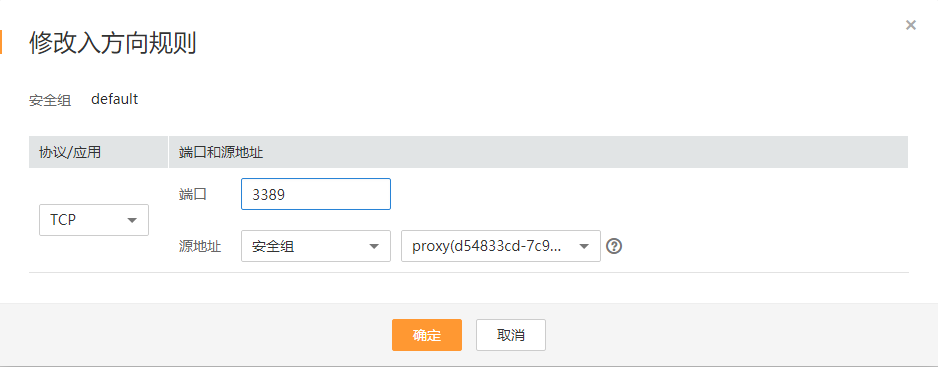 修改入方向规则
×
安全组 default
协议/应用 端口和源地址
端口 3389
TCP
源地址 安全组 proxy(d54833cd-7c9... ?
确定 取消